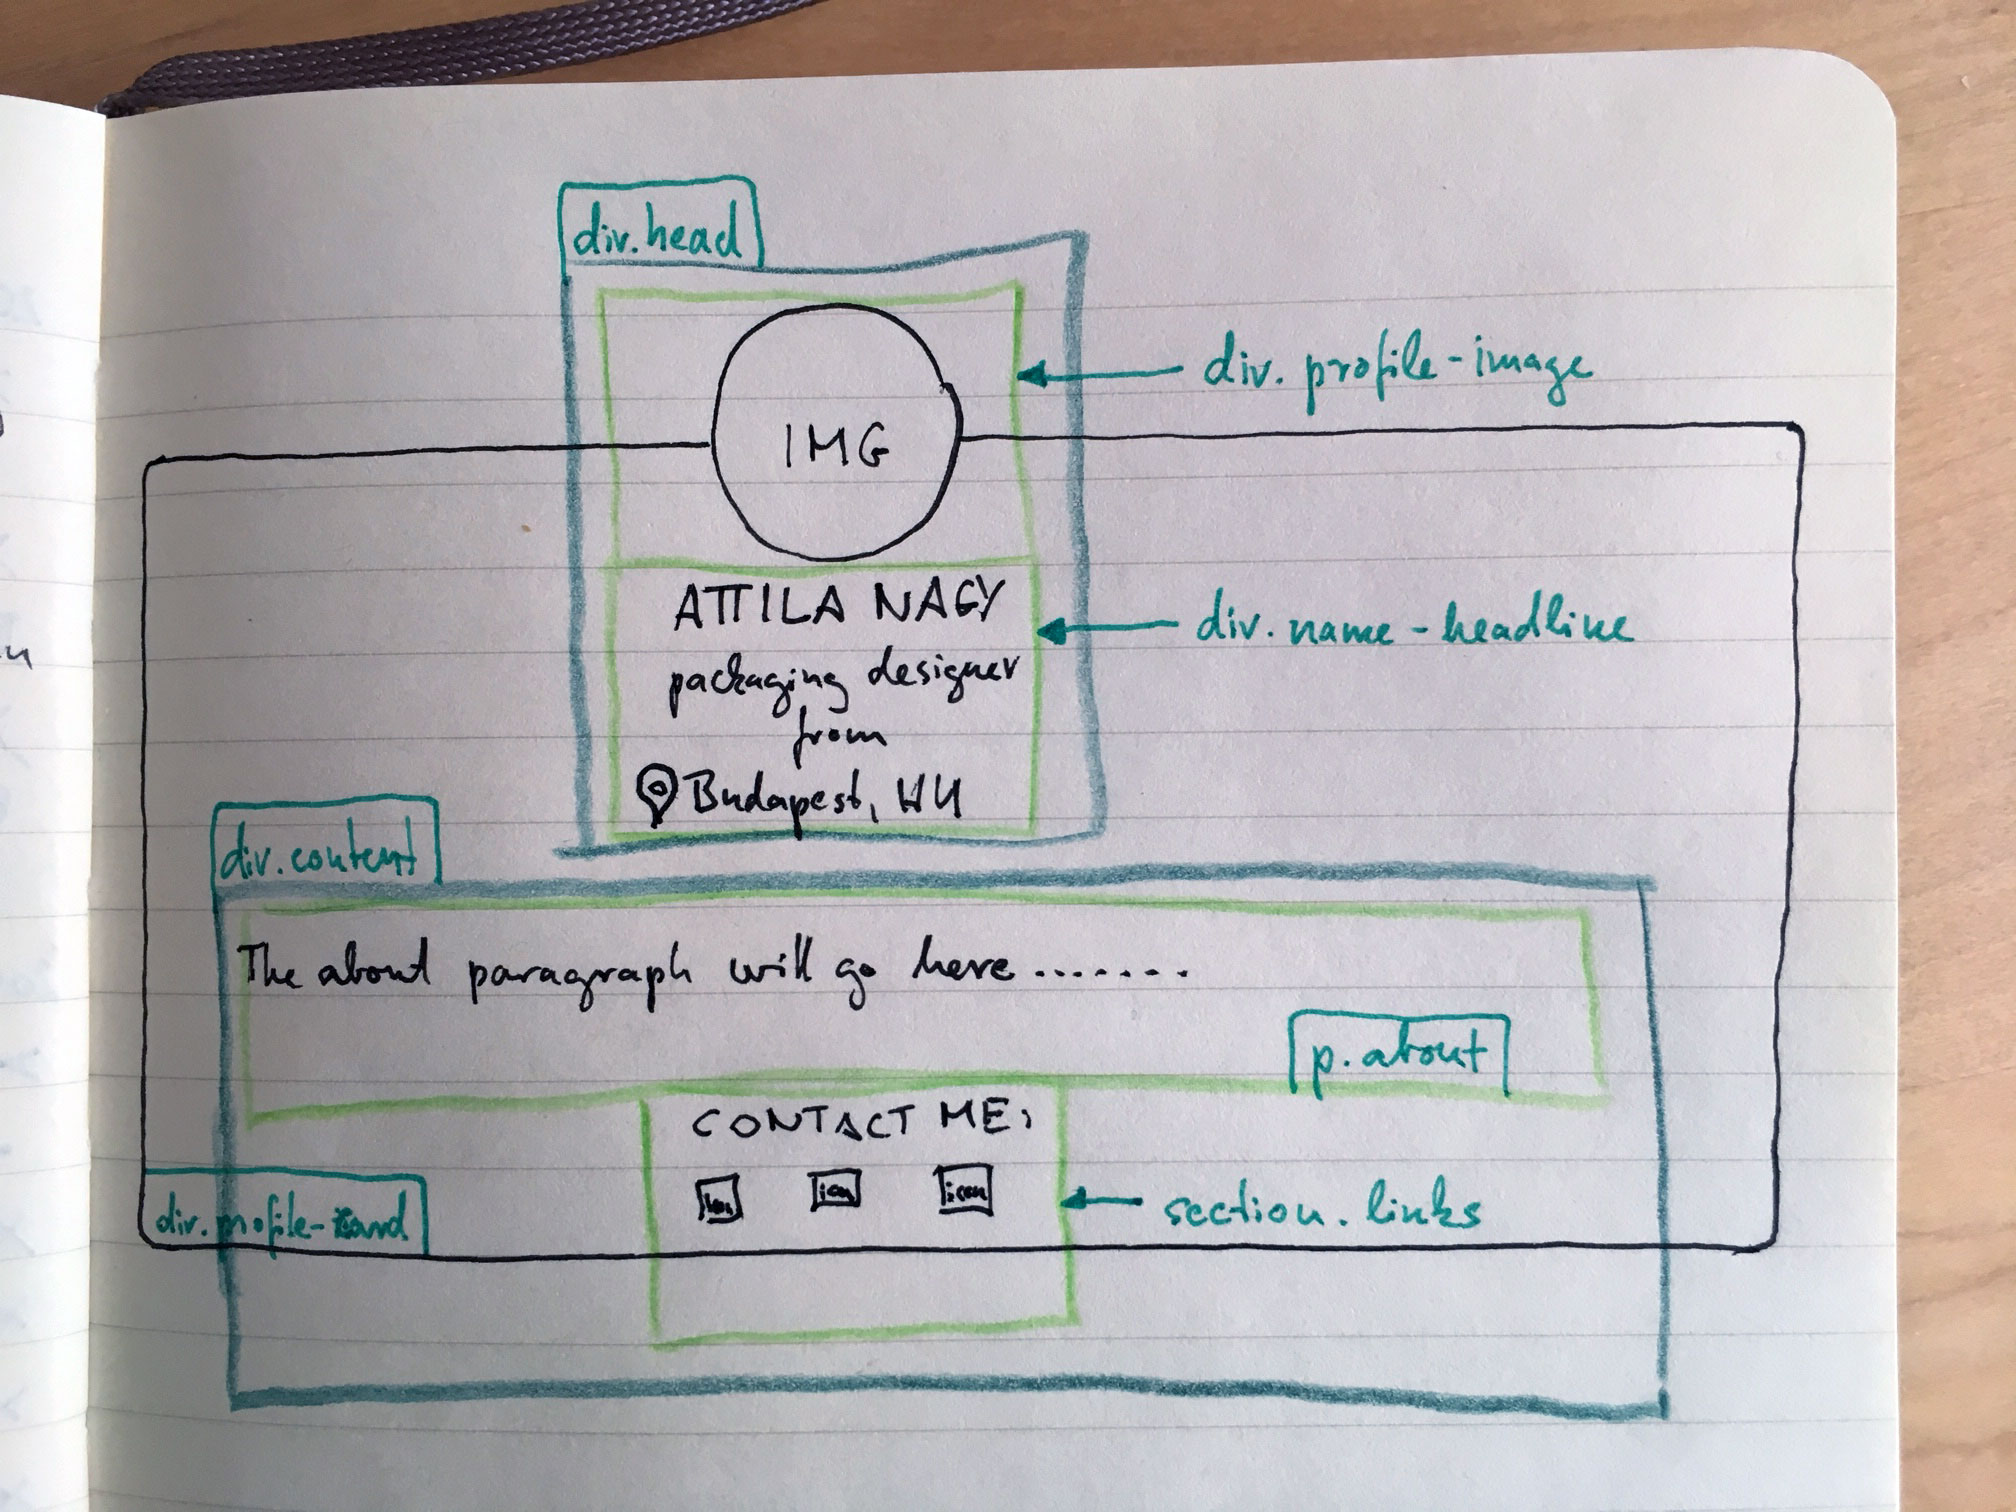 div.head
IMG
div. profile-image
ATTILA NAGY
div.name-headline
packaging designer
from
Budapest, HU
div.content
The about paragraph will go here .......
p.about
CONTACT ME:
icon icon
section.links
div.profile-card